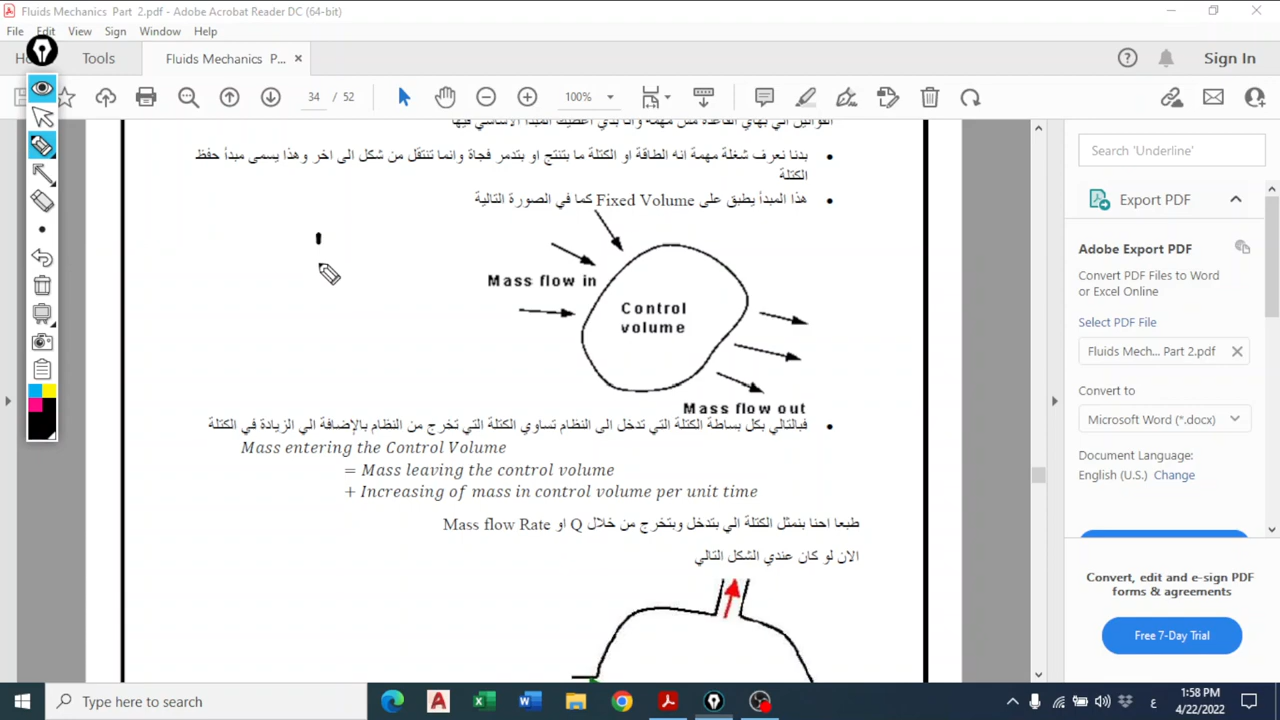 Fluids Mechanics Part 2.pdf - Adobe Acrobat Reader DC (64-bit)
File Edit View Sign Window Help
Tools
Fluids Mechanics P... ×
Sign In
34 / 52
100%
بدنا نعرف شغلة مهمة انه الطاقة او الكتلة ما بتنتج او بتدمر فجأة وانما تنتقل من شكل الى اخر وهذا يسمى مبدأ حفظ
الكتلة
هذا المبدأ يطبق على Fixed Volume كما في الصورة التالية
Mass flow in
Control
volume
Mass flow out
فبالتالي بكل بساطة الكتلة التي تدخل الى النظام تساوي الكتلة التي تخرج من النظام بالإضافة الي الزيادة في الكتلة
Mass entering the Control Volume
= Mass leaving the control volume
+ Increasing of mass in control volume per unit time
طبعا احنا بنمثل الكتلة الي بتدخل وبتخرج من خلال Q او Mass flow Rate
الان لو كان عندي الشكل التالي
Search 'Underline'
Export PDF
Adobe Export PDF
Convert PDF Files to Word
or Excel Online
Select PDF File
Fluids Mech... Part 2.pdf
Convert to
Microsoft Word (*.docx)
Document Language:
English (U.S.) Change
Convert, edit and e-sign PDF
forms & agreements
Free 7-Day Trial
Type here to search
ع
1:58 PM
4/22/2022